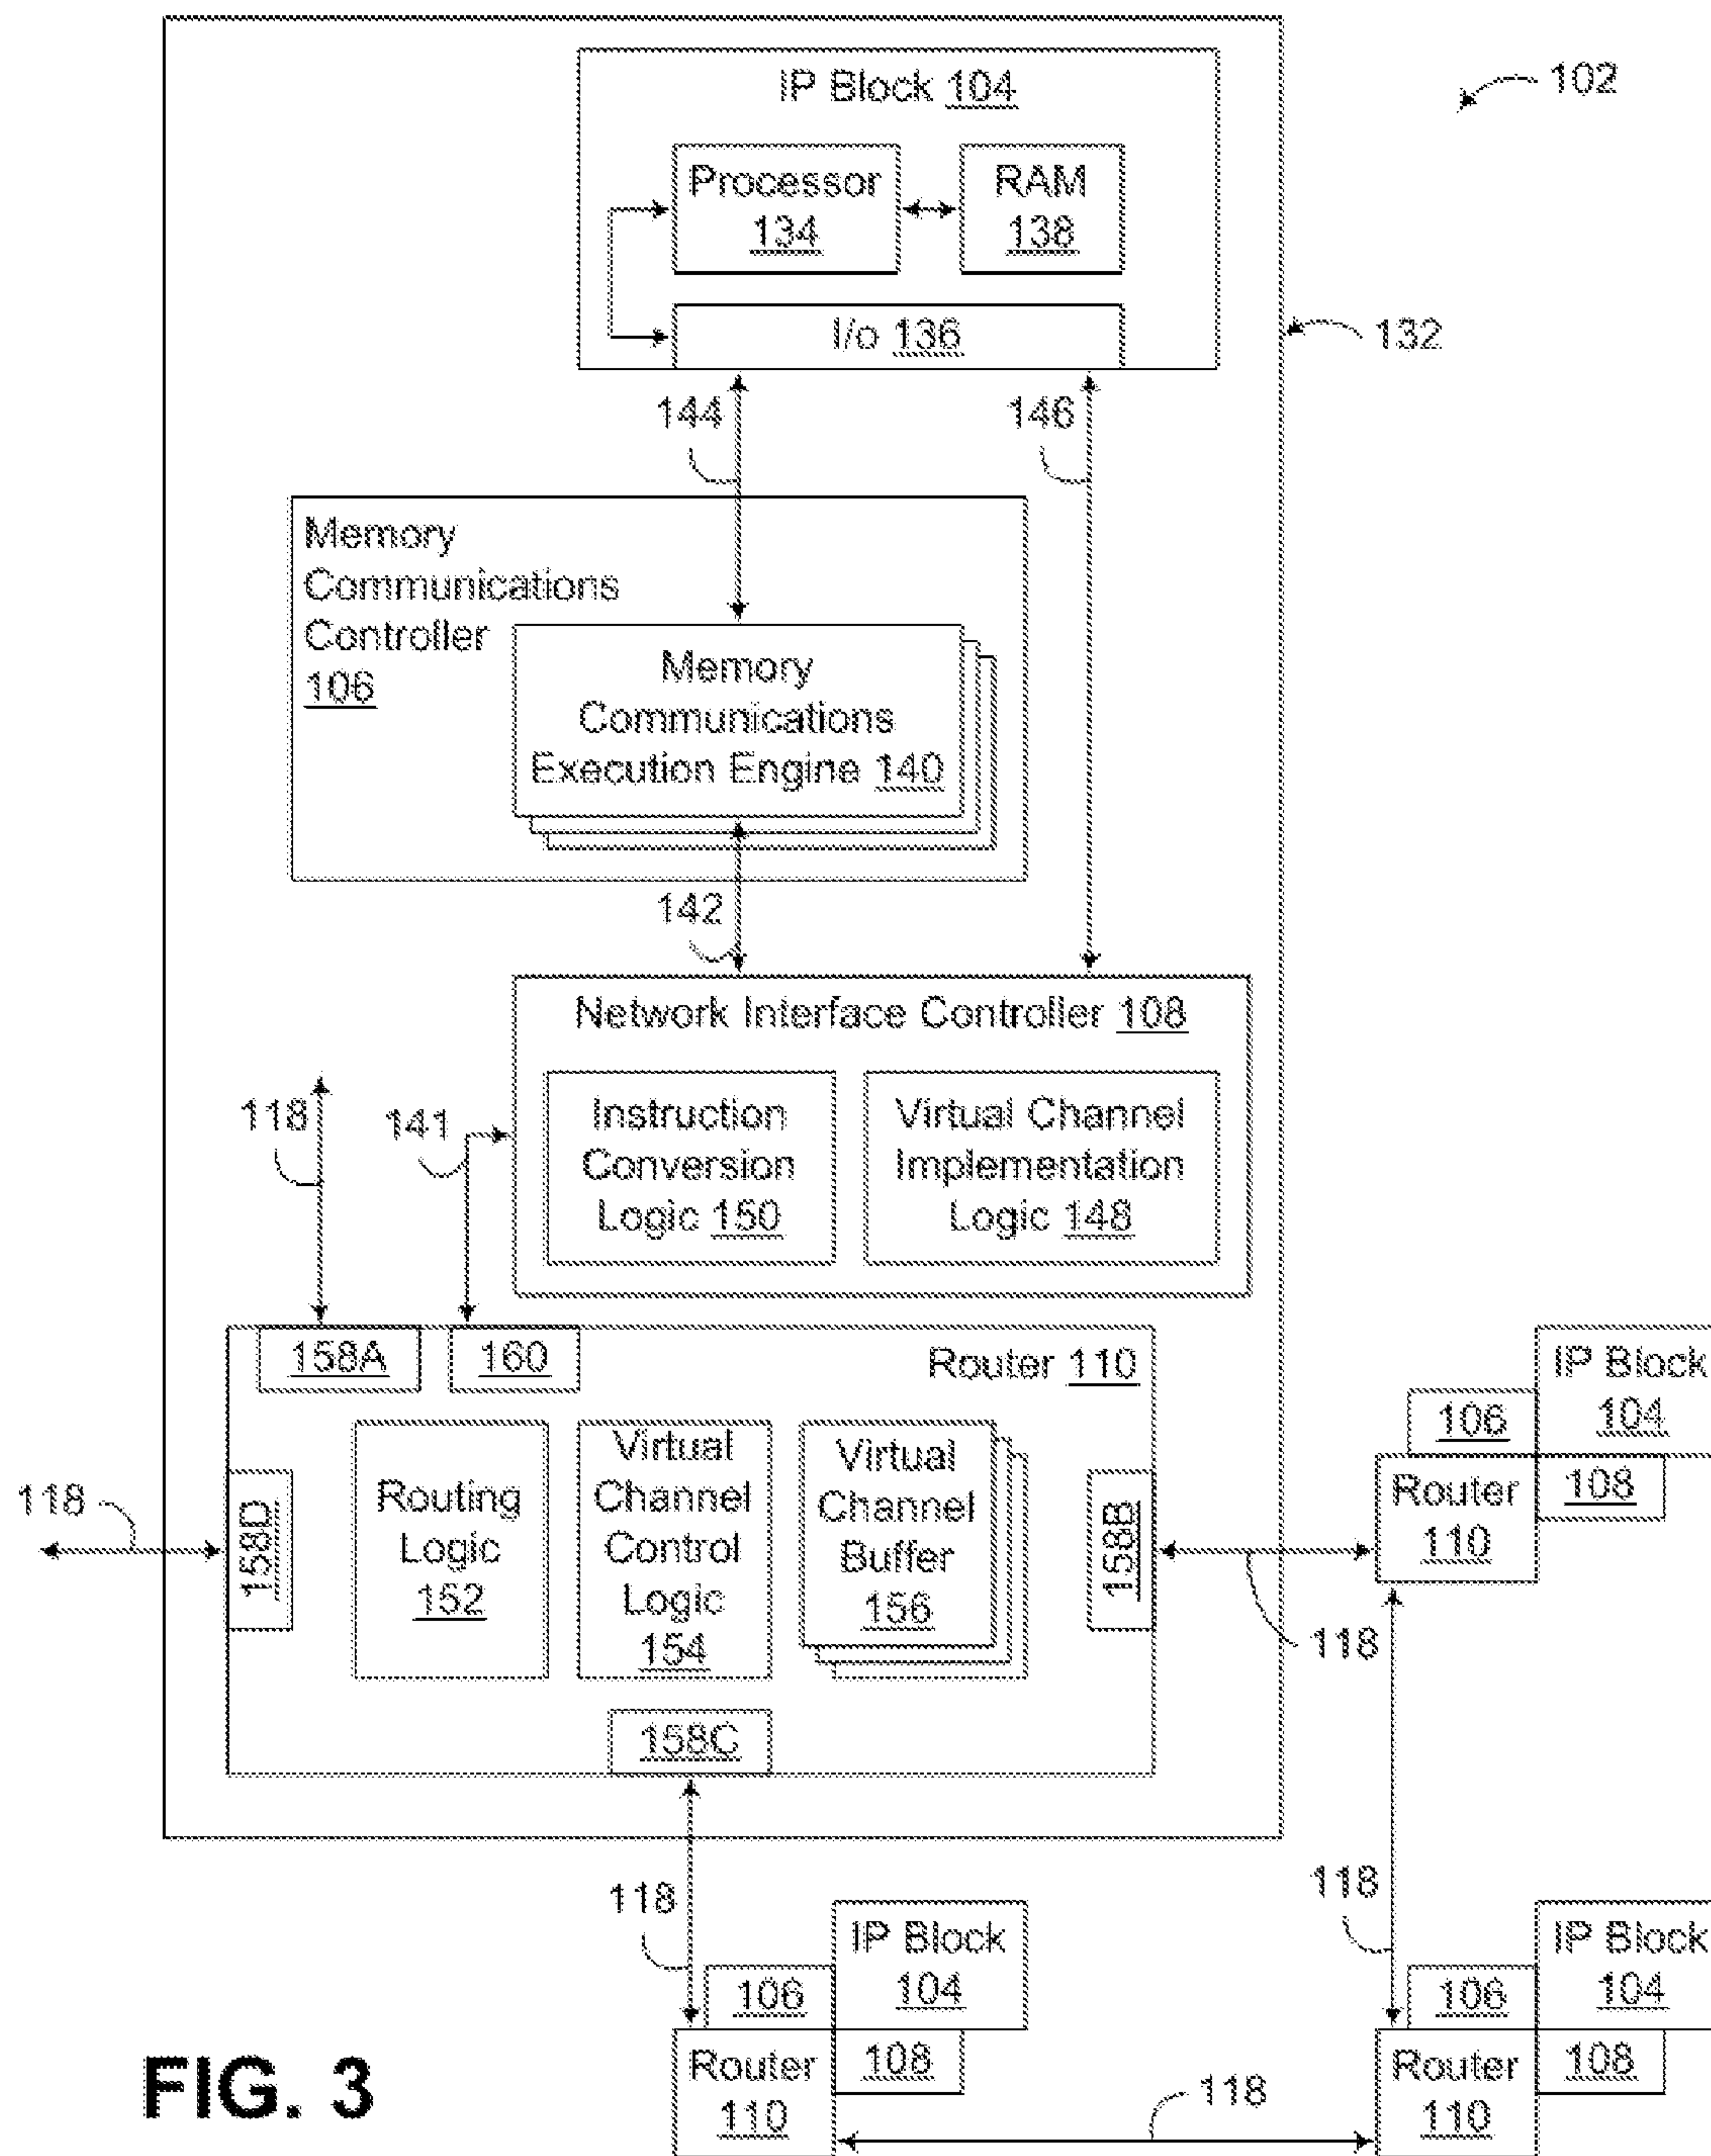 IP Block 104
102
Processor
134
RAM
138
I/o 136
132
144
146
Memory
Communications
Controller
106
Memory
Communications
Execution Engine 140
142
Network Interface Controller 108
118
141
Instruction
Conversion
Logic 150
Virtual Channel
Implementation
Logic 148
158A
160
Router 110
118
158D
Routing
Logic
152
Virtual
Channel
Control
Logic
154
Virtual
Channel
Buffer
156
158B
118
158C
IP Block
104
106
108
Router
110
118
118
IP Block
104
106
108
Router
110
IP Block
104
106
108
Router
110
118
FIG. 3